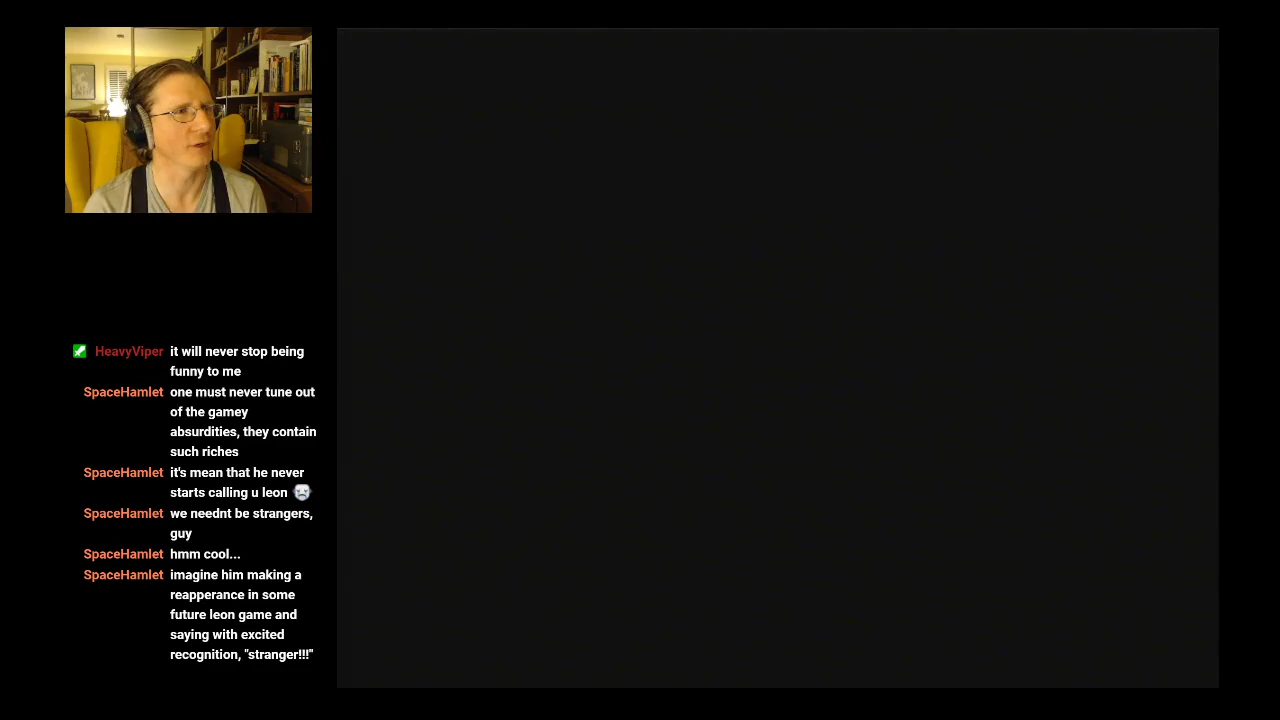 HeavyViper it will never stop being
funny to me
SpaceHamlet one must never tune out
of the gamey
absurdities, they contain
such riches
SpaceHamlet it's mean that he never
starts calling u leon
SpaceHamlet we neednt be strangers,
guy
SpaceHamlet hmm cool...
SpaceHamlet imagine him making a
reapperance in some
future leon game and
saying with excited
recognition, "stranger!!!"